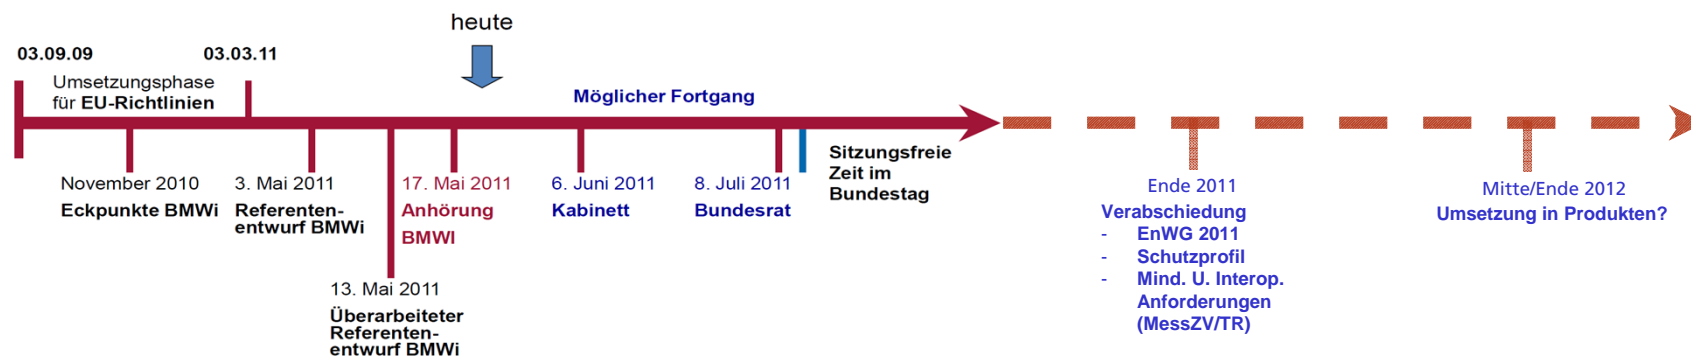 heute
03.09.09
03.03.11
Umsetzungsphase
für EU-Richtlinien
Möglicher Fortgang
November 2010
Eckpunkte BMWi
3. Mai 2011
Referenten-
entwurf BMWi
13. Mai 2011
Überarbeiteter
Referenten-
entwurf BMWi
17. Mai 2011
Anhörung
BMWI
6. Juni 2011
Kabinett
8. Juli 2011
Bundesrat
Sitzungsfreie
Zeit im
Bundestag
Ende 2011
Verabschiedung
- EnWG 2011
- Schutzprofil
- Mind. U. Interop.
Anforderungen
(MessZV/TR)
Mitte/Ende 2012
Umsetzung in Produkten?